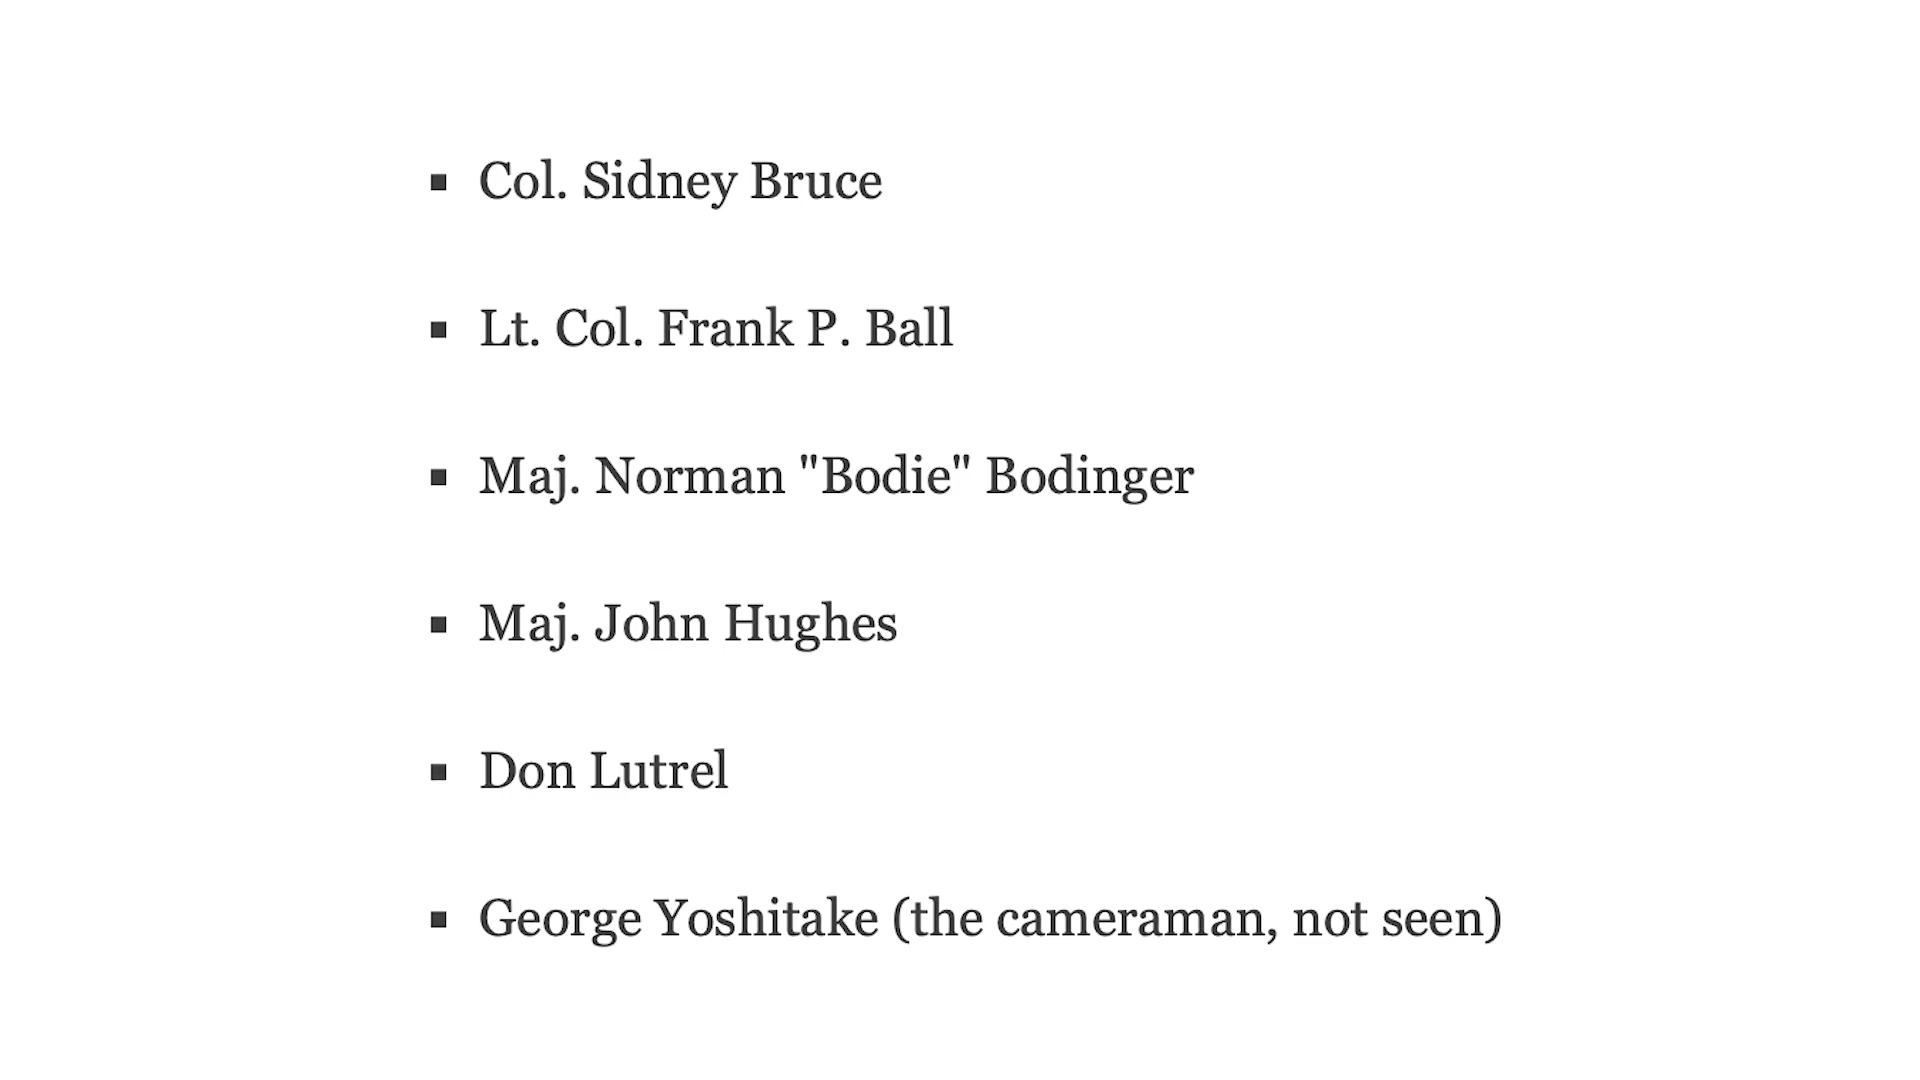 ▪ Col. Sidney Bruce
▪ Lt. Col. Frank P. Ball
▪ Maj. Norman "Bodie" Bodinger
▪ Maj. John Hughes
▪ Don Lutrel
▪ George Yoshitake (the cameraman, not seen)